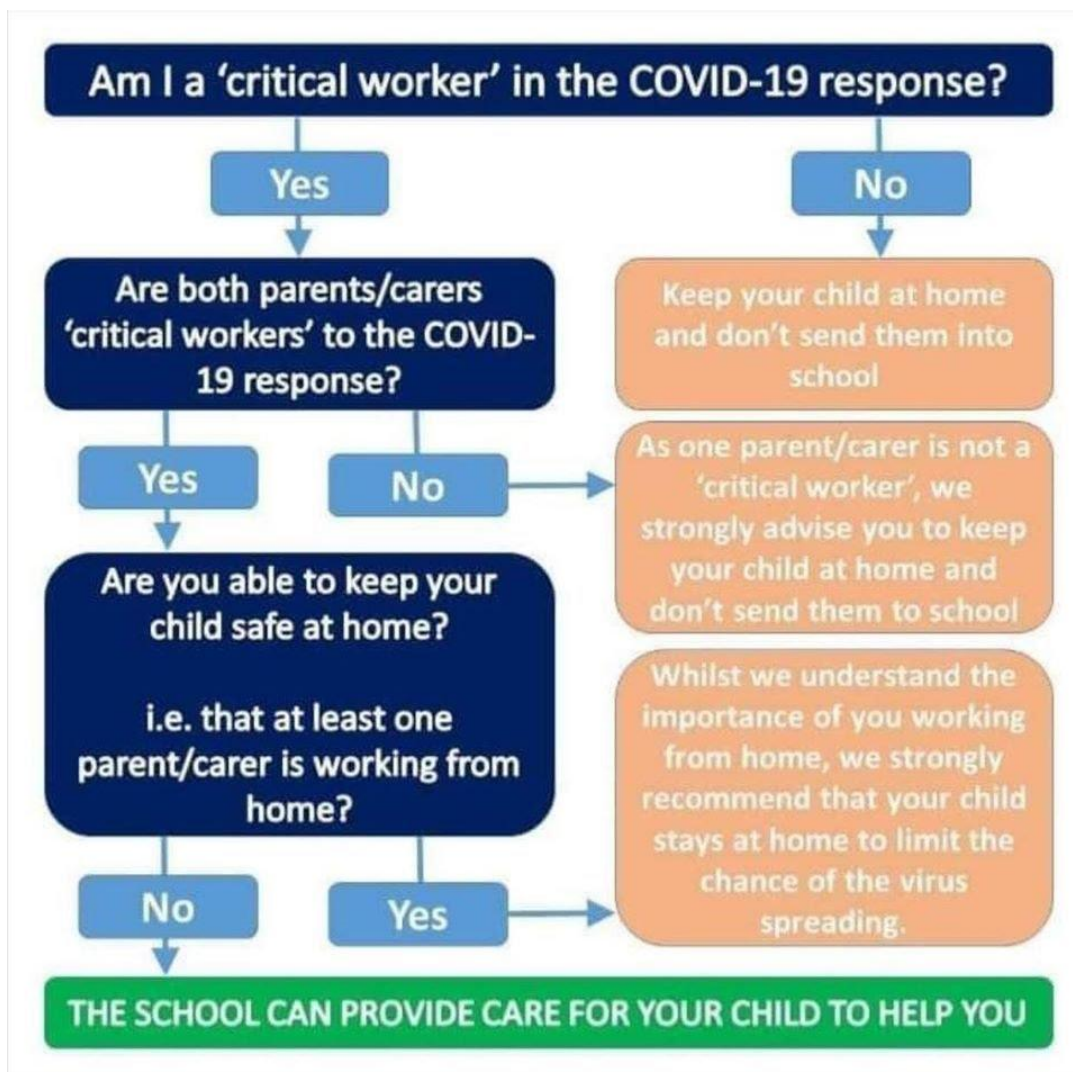 Am I a ‘critical worker’ in the COVID-19 response?
Yes
No
Are both parents/carers
‘critical workers’ to the COVID-
19 response?
Keep your child at home
and don’t send them into
school
Yes
No
As one parent/carer is not a
‘critical worker’, we
strongly advise you to keep
your child at home and
don’t send them to school
Are you able to keep your
child safe at home?
i.e. that at least one
parent/carer is working from
home?
Whilst we understand the
importance of you working
from home, we strongly
recommend that your child
stays at home to limit the
chance of the virus
spreading.
No
Yes
THE SCHOOL CAN PROVIDE CARE FOR YOUR CHILD TO HELP YOU